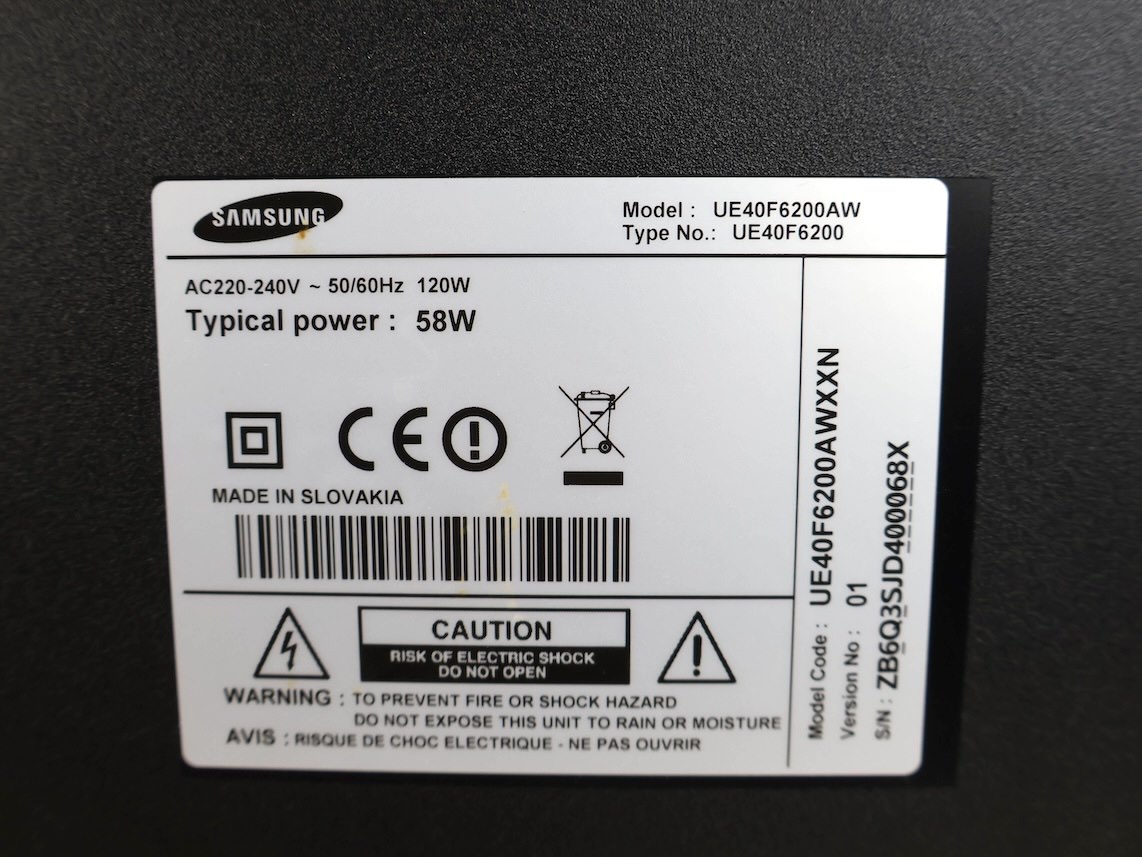 SAMSUNG
Model : UE40F6200AW
Type No.: UE40F6200
AC220-240V ~ 50/60Hz 120W
Typical power : 58W
CE
MADE IN SLOVAKIA
CAUTION
RISK OF ELECTRIC SHOCK
DO NOT OPEN
WARNING : TO PREVENT FIRE OR SHOCK HAZARD
DO NOT EXPOSE THIS UNIT TO RAIN OR MOISTURE
AVIS : RISQUE DE CHOC ELECTRIQUE - NE PAS OUVRIR
Model Code : UE40F6200AWXXN
Version No : 01
S/N : ZB6Q3SJD400068X